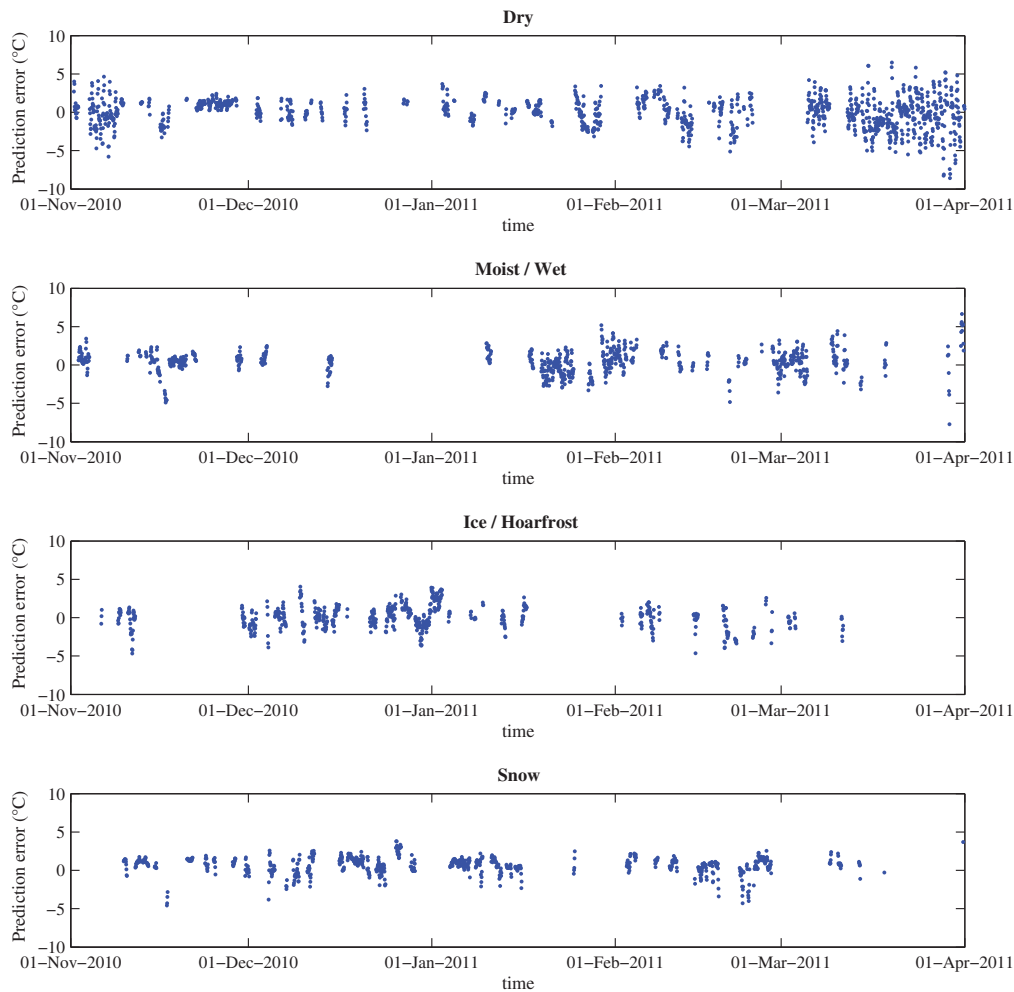 Dry
Prediction error (°C)
10
5
0
−5
−10
01−Nov−2010 01−Dec−2010 01−Jan−2011 01−Feb−2011 01−Mar−2011 01−Apr−2011
time
Moist / Wet
Prediction error (°C)
10
5
0
−5
−10
01−Nov−2010 01−Dec−2010 01−Jan−2011 01−Feb−2011 01−Mar−2011 01−Apr−2011
time
Ice / Hoarfrost
Prediction error (°C)
10
5
0
−5
−10
01−Nov−2010 01−Dec−2010 01−Jan−2011 01−Feb−2011 01−Mar−2011 01−Apr−2011
time
Snow
Prediction error (°C)
10
5
0
−5
−10
01−Nov−2010 01−Dec−2010 01−Jan−2011 01−Feb−2011 01−Mar−2011 01−Apr−2011
time